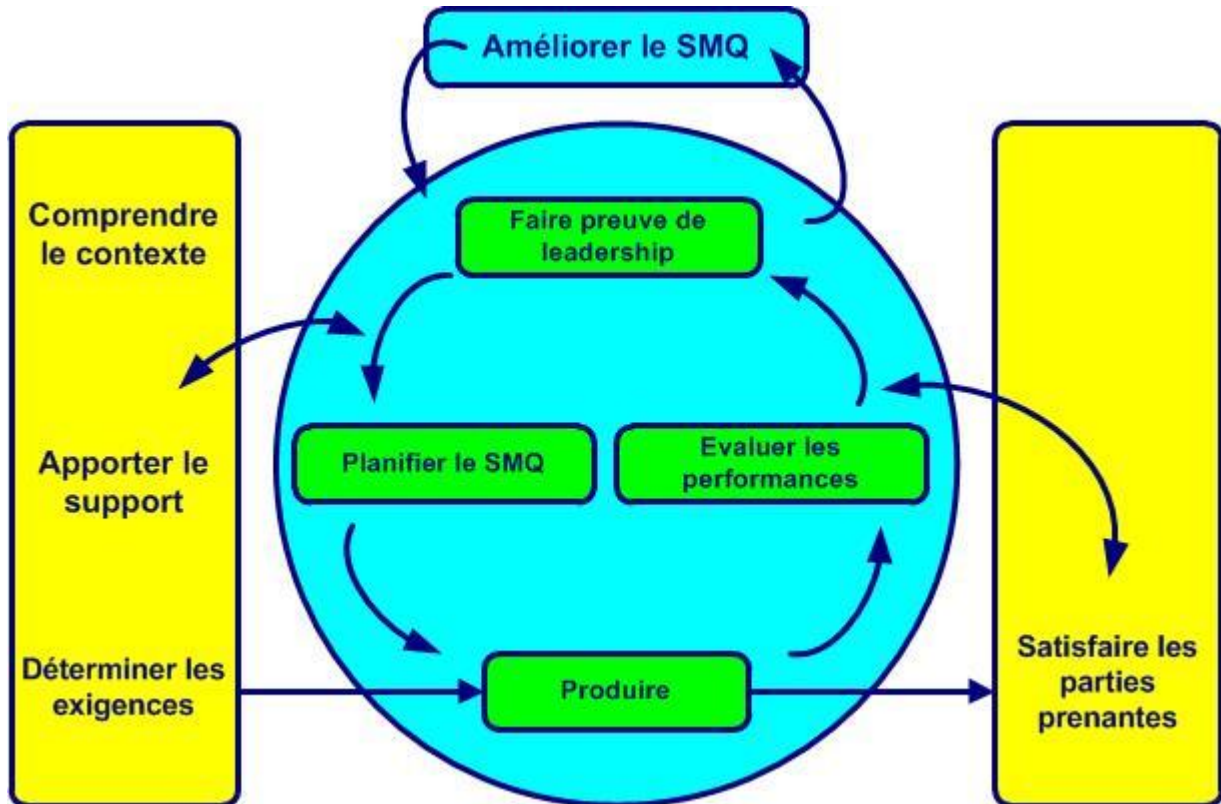 Améliorer le SMQ
Comprendre
le contexte
Apporter le
support
Déterminer les
exigences
Faire preuve de
leadership
Planifier le SMQ
Evaluer les
performances
Produire
Satisfaire les
parties
prenantes